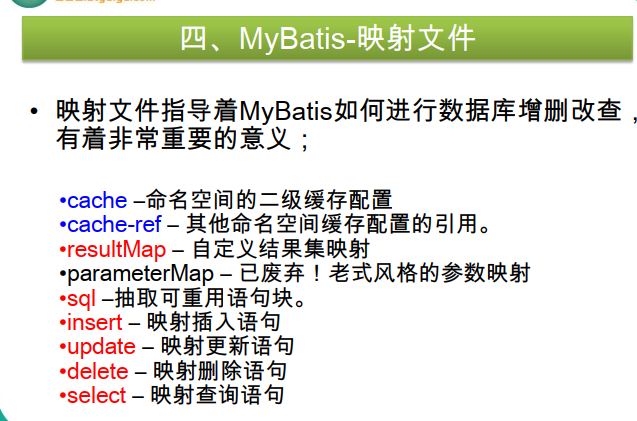 四、MyBatis-映射文件
• 映射文件指导着MyBatis如何进行数据库增删改查，
有着非常重要的意义；
•cache –命名空间的二级缓存配置
•cache-ref – 其他命名空间缓存配置的引用。
•resultMap – 自定义结果集映射
•parameterMap – 已废弃！老式风格的参数映射
•sql –抽取可重用语句块。
•insert – 映射插入语句
•update – 映射更新语句
•delete – 映射删除语句
•select – 映射查询语句